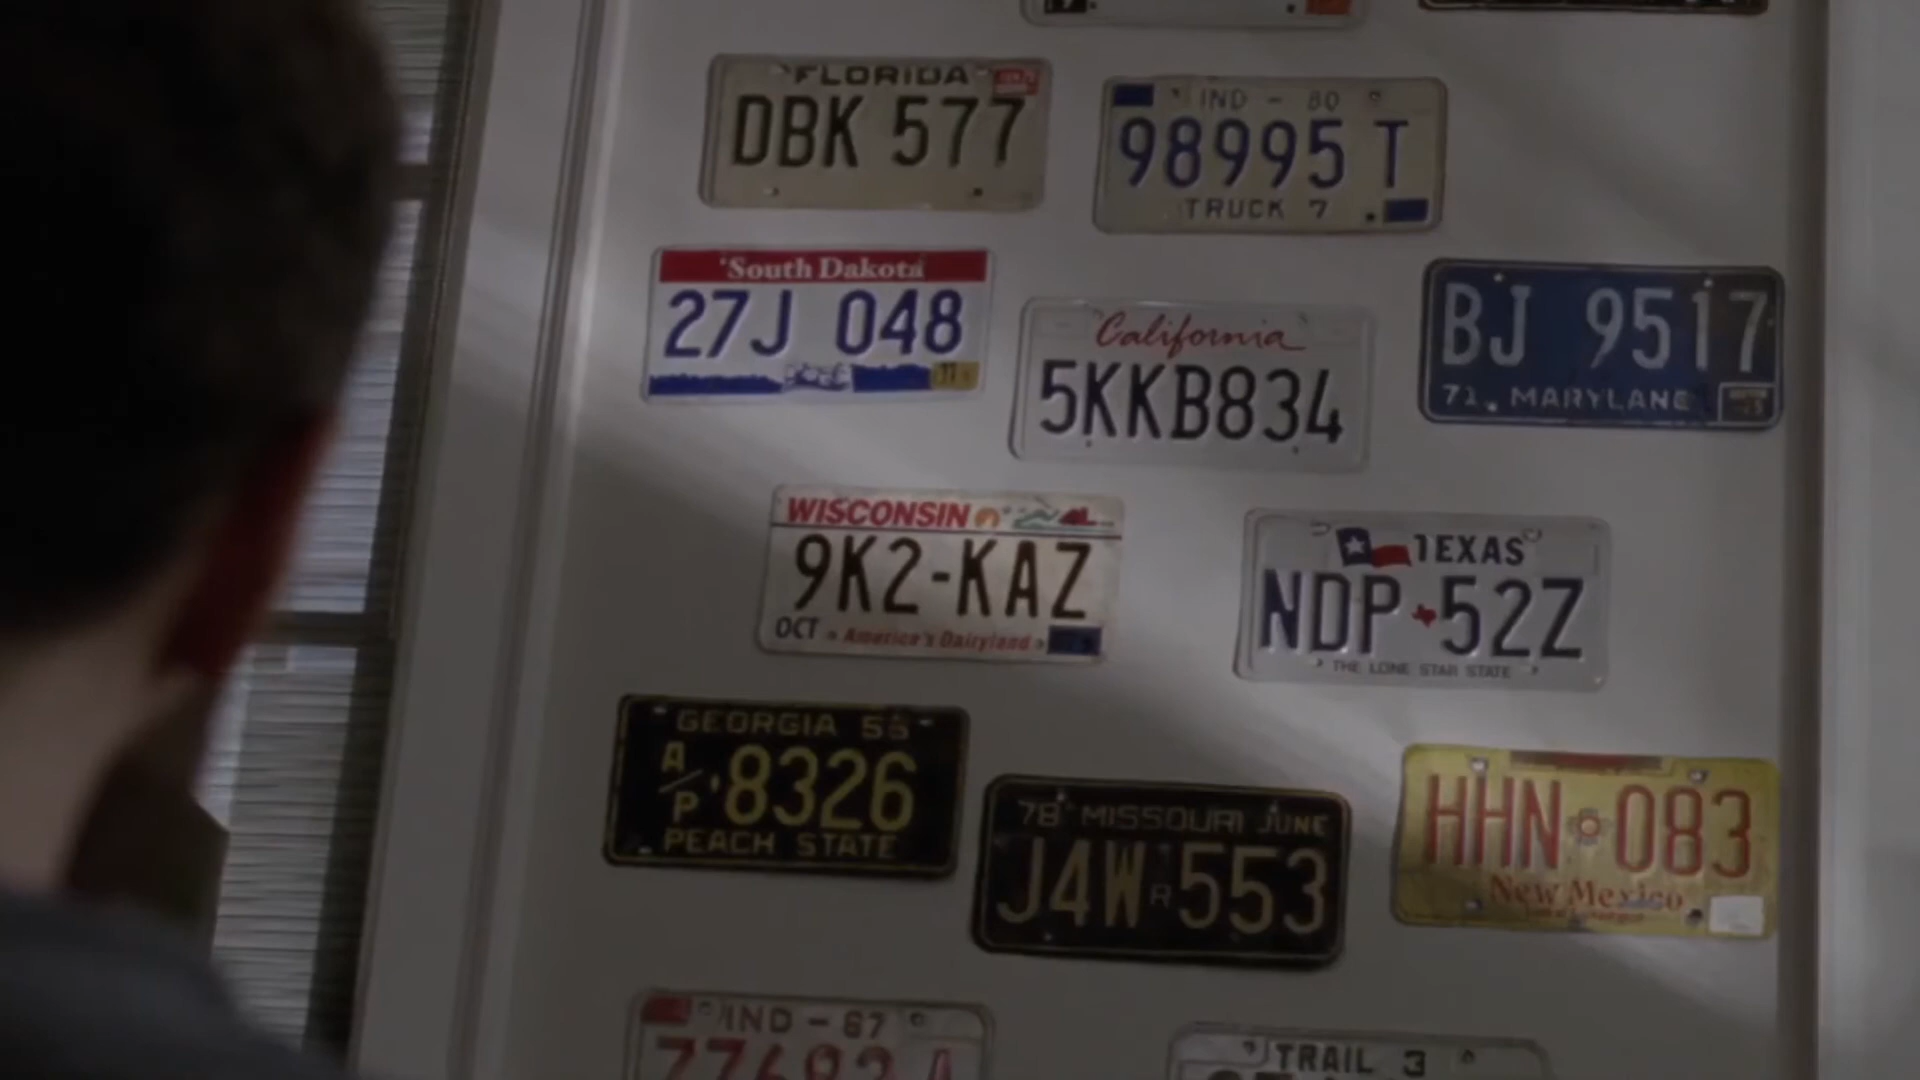 FLORIDA
DBK 577
IND - 80
98995 T
TRUCK 7
South Dakota
27J 048
California
5KKB834
BJ 9517
71. MARYLAND
WISCONSIN
9K2-KAZ
OCT America's Dairyland
TEXAS
NDP 52Z
THE LONE STAR STATE
GEORGIA 55
A/P 8326
PEACH STATE
78 MISSOURI JUNE
J4W R 553
HHN 083
New Mexico
IND - 67
77682 A
TRAIL 3